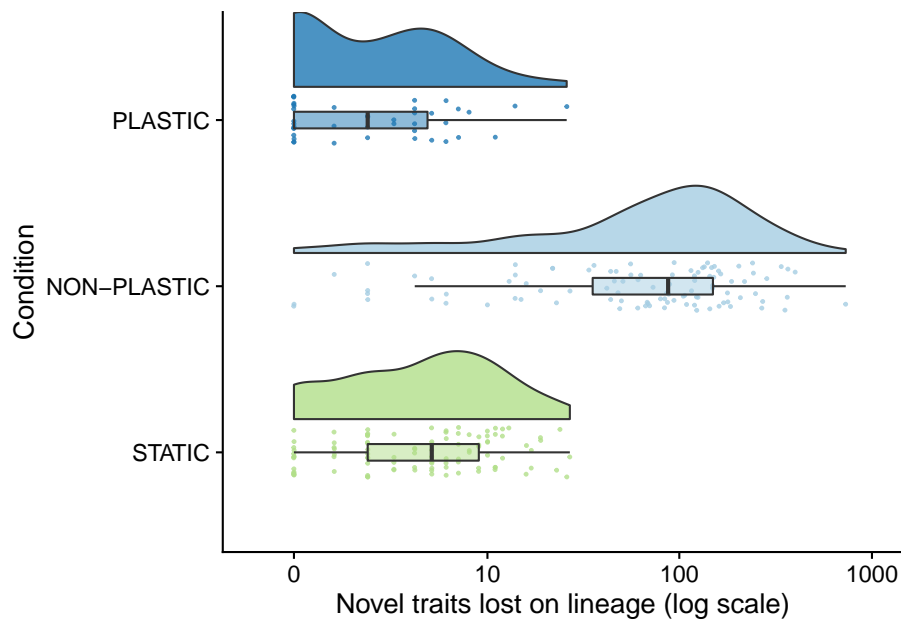 PLASTIC
NON−PLASTIC
STATIC
Condition
0 10 100 1000
Novel traits lost on lineage (log scale)